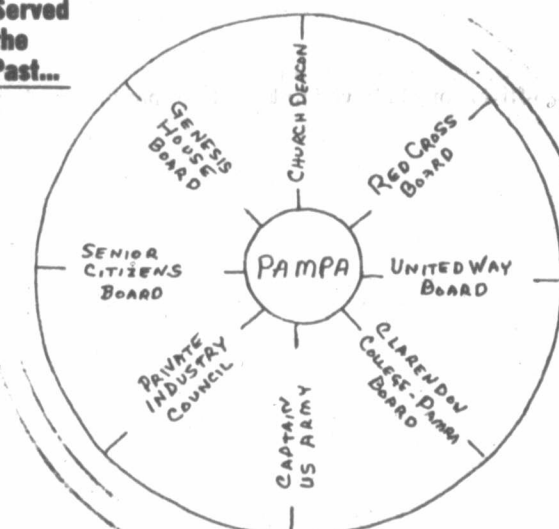 Served
the
Past...
CHURCH DEACON
GENESIS
HOUSE
BOARD
RED CROSS
BOARD
SENIOR
CITIZENS
BOARD
PAMPA
UNITED WAY
BOARD
PRIVATE
INDUSTRY
COUNCIL
CAPTAIN
US ARMY
CLARENDON
COLLEGE-PAMPA
BOARD